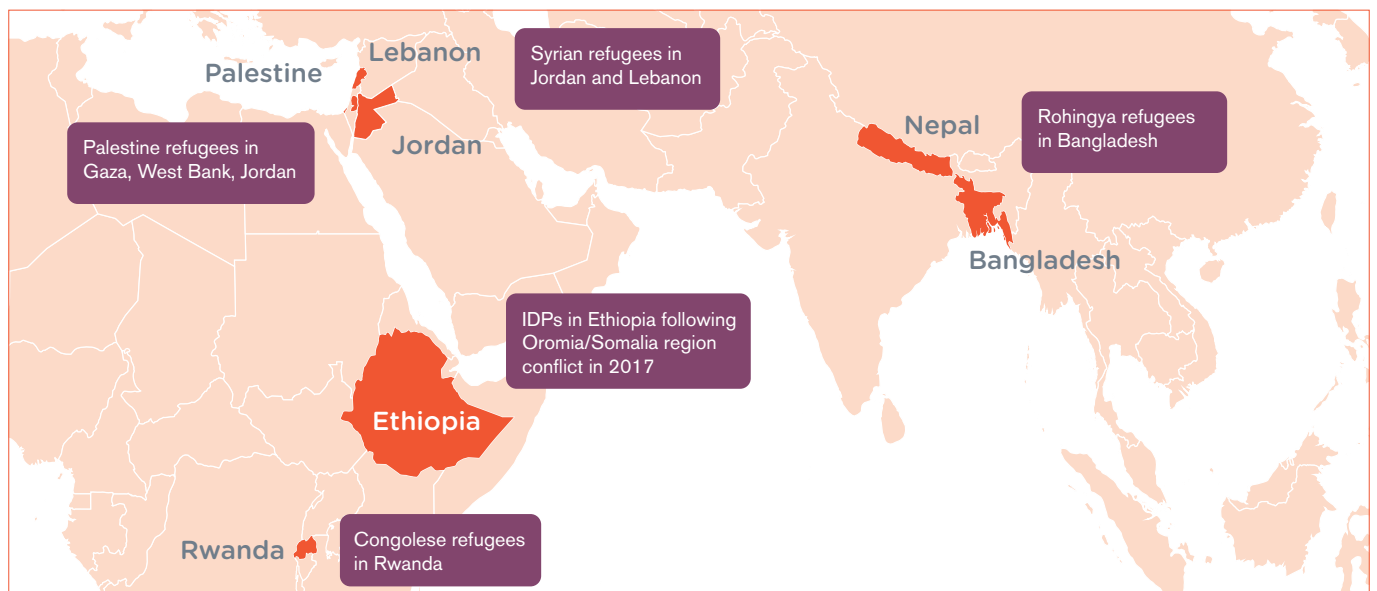 Lebanon
Palestine
Jordan
Syrian refugees in
Jordan and Lebanon
Palestine refugees in
Gaza, West Bank, Jordan
Nepal
Rohingya refugees
in Bangladesh
Bangladesh
IDPs in Ethiopia following
Oromia/Somalia region
conflict in 2017
Ethiopia
Rwanda
Congolese refugees
in Rwanda